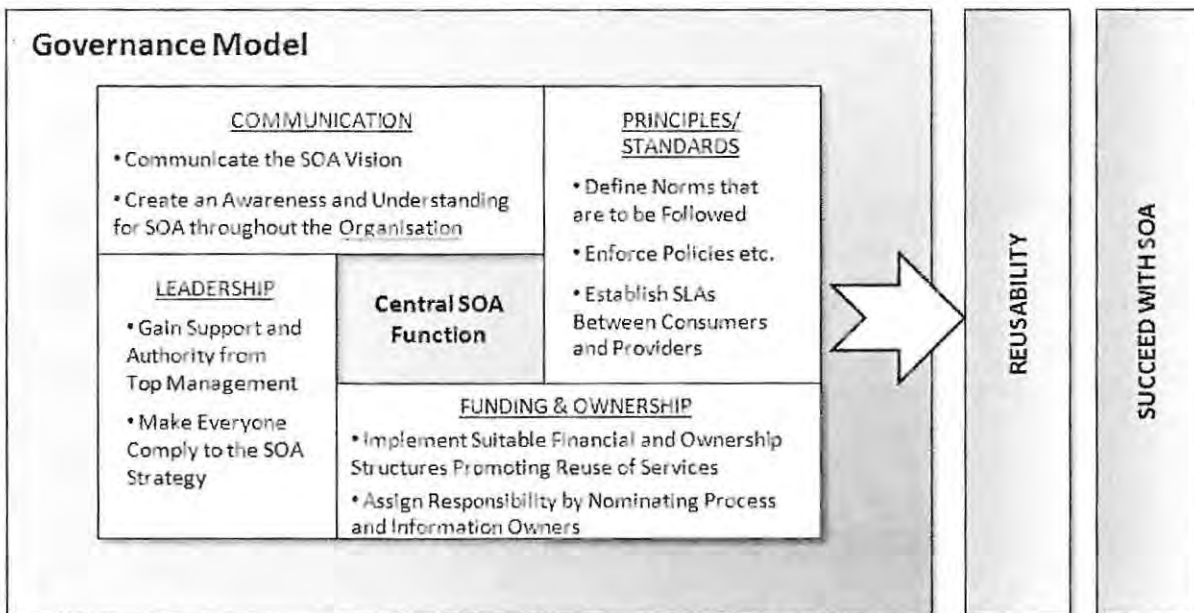 Governance Model
COMMUNICATION
• Communicate the SOA Vision
• Create an Awareness and Understanding
for SOA throughout the Organisation
PRINCIPLES/
STANDARDS
• Define Norms that
are to be Followed
• Enforce Policies etc.
• Establish SLAs
Between Consumers
and Providers
LEADERSHIP
• Gain Support and
Authority from
Top Management
• Make Everyone
Comply to the SOA
Strategy
Central SOA
Function
FUNDING & OWNERSHIP
• Implement Suitable Financial and Ownership
Structures Promoting Reuse of Services
• Assign Responsibility by Nominating Process
and Information Owners
REUSABILITY
SUCCEED WITH SOA